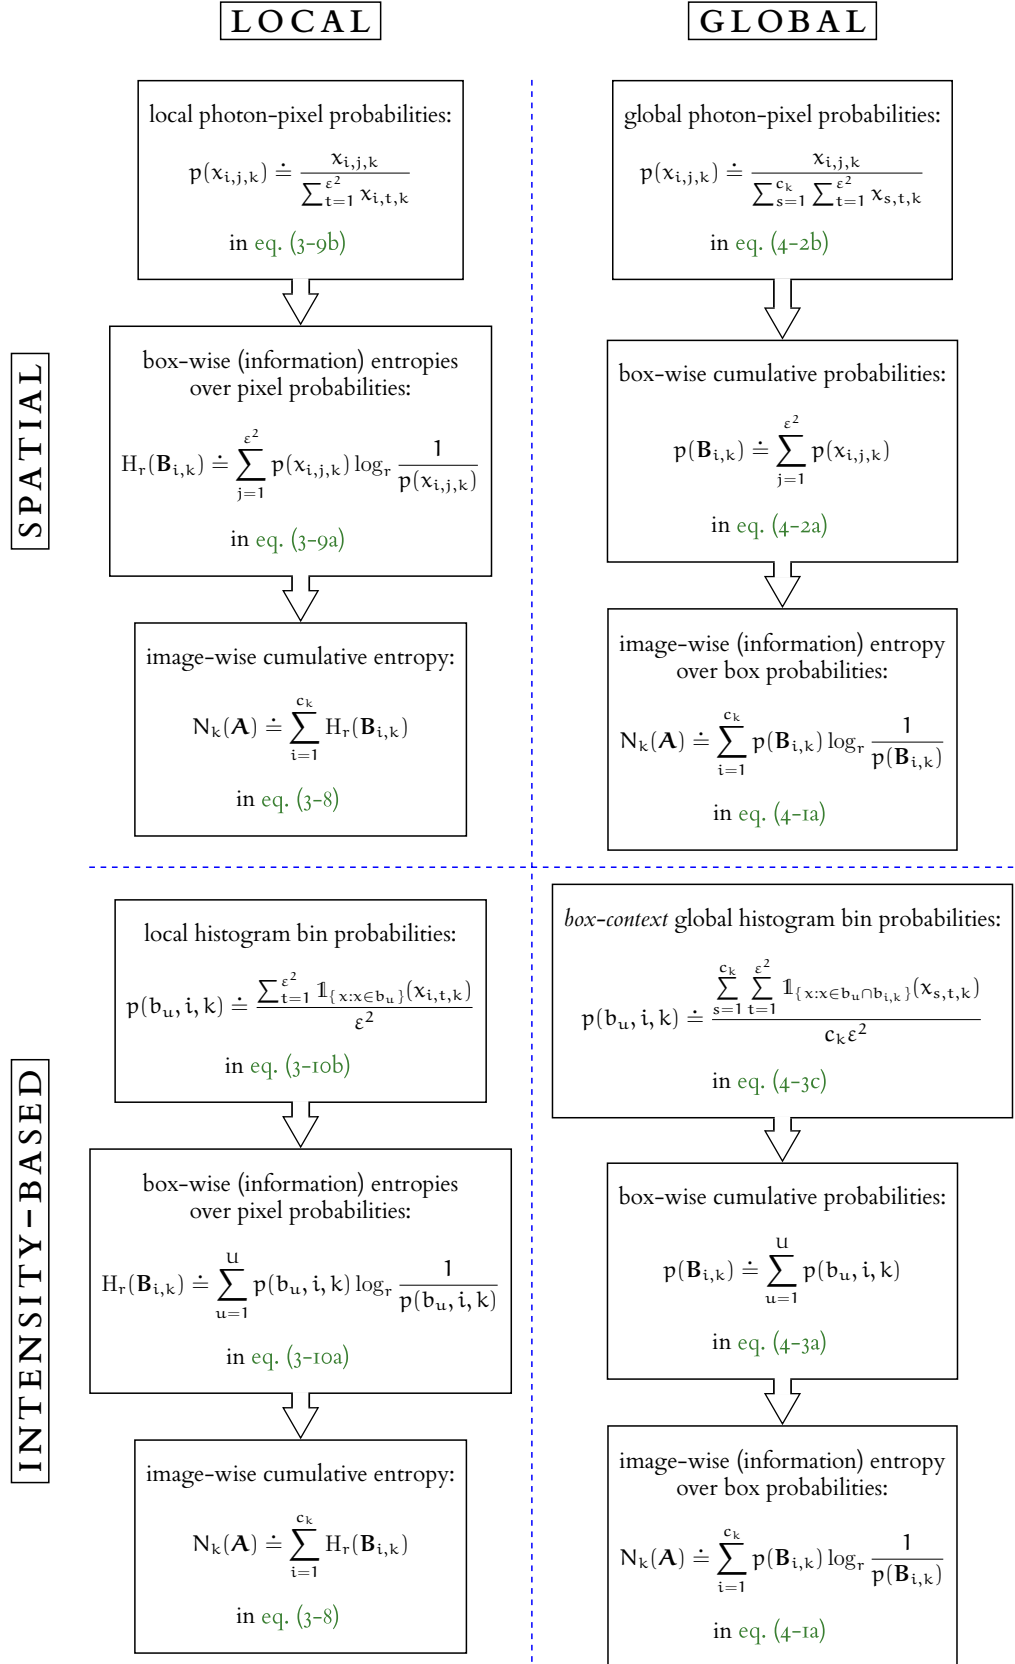 LOCAL
GLOBAL
SPATIAL
local photon-pixel probabilities:
p(x_{i,j,k}) ≐ x_{i,j,k} / ∑_{t=1}^{ε²} x_{i,t,k}
in eq. (3-9b)
box-wise (information) entropies
over pixel probabilities:
H_r(B_{i,k}) ≐ ∑_{j=1}^{ε²} p(x_{i,j,k}) log_r 1 / p(x_{i,j,k})
in eq. (3-9a)
image-wise cumulative entropy:
N_k(A) ≐ ∑_{i=1}^{c_k} H_r(B_{i,k})
in eq. (3-8)
global photon-pixel probabilities:
p(x_{i,j,k}) ≐ x_{i,j,k} / ∑_{s=1}^{c_k} ∑_{t=1}^{ε²} x_{s,t,k}
in eq. (4-2b)
box-wise cumulative probabilities:
p(B_{i,k}) ≐ ∑_{j=1}^{ε²} p(x_{i,j,k})
in eq. (4-2a)
image-wise (information) entropy
over box probabilities:
N_k(A) ≐ ∑_{i=1}^{c_k} p(B_{i,k}) log_r 1 / p(B_{i,k})
in eq. (4-1a)
INTENSITY-BASED
local histogram bin probabilities:
p(b_u, i, k) ≐ ∑_{t=1}^{ε²} 𝟙_{{x:x∈b_u}}(x_{i,t,k}) / ε²
in eq. (3-10b)
box-wise (information) entropies
over pixel probabilities:
H_r(B_{i,k}) ≐ ∑_{u=1}^{U} p(b_u, i, k) log_r 1 / p(b_u, i, k)
in eq. (3-10a)
image-wise cumulative entropy:
N_k(A) ≐ ∑_{i=1}^{c_k} H_r(B_{i,k})
in eq. (3-8)
box-context global histogram bin probabilities:
p(b_u, i, k) ≐ ∑_{s=1}^{c_k} ∑_{t=1}^{ε²} 𝟙_{{x:x∈b_u∩b_{i,k}}}(x_{s,t,k}) / c_k ε²
in eq. (4-3c)
box-wise cumulative probabilities:
p(B_{i,k}) ≐ ∑_{u=1}^{U} p(b_u, i, k)
in eq. (4-3a)
image-wise (information) entropy
over box probabilities:
N_k(A) ≐ ∑_{i=1}^{c_k} p(B_{i,k}) log_r 1 / p(B_{i,k})
in eq. (4-1a)